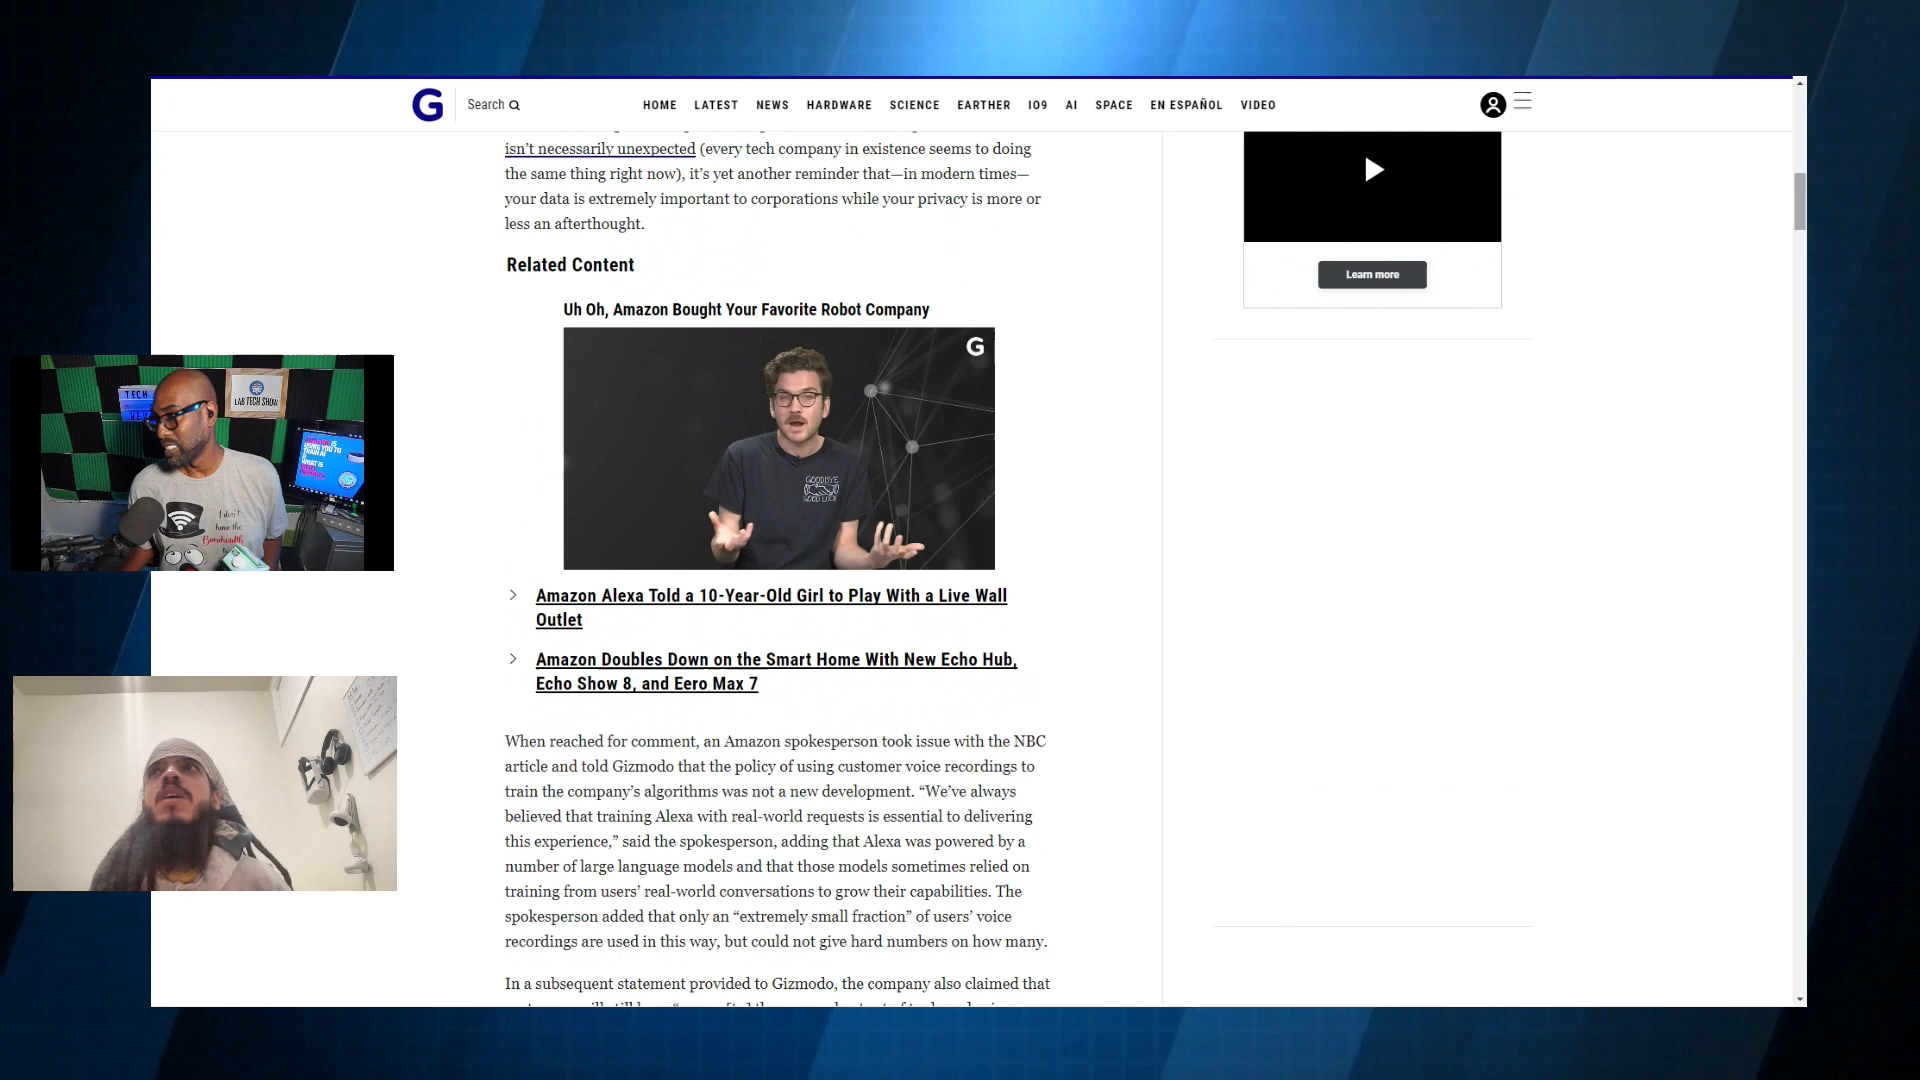 G
Search
HOME LATEST NEWS HARDWARE SCIENCE EARTHER IO9 AI SPACE EN ESPAÑOL VIDEO
isn't necessarily unexpected (every tech company in existence seems to doing
the same thing right now), it's yet another reminder that—in modern times—
your data is extremely important to corporations while your privacy is more or
less an afterthought.
Learn more
Related Content
Uh Oh, Amazon Bought Your Favorite Robot Company
G
GOODBYE
GOOD LUCK
TECH
LAB TECH SHOW
I don't
have the
Bandwidth
Amazon Alexa Told a 10-Year-Old Girl to Play With a Live Wall
Outlet
Amazon Doubles Down on the Smart Home With New Echo Hub,
Echo Show 8, and Eero Max 7
When reached for comment, an Amazon spokesperson took issue with the NBC
article and told Gizmodo that the policy of using customer voice recordings to
train the company's algorithms was not a new development. “We've always
believed that training Alexa with real-world requests is essential to delivering
this experience,” said the spokesperson, adding that Alexa was powered by a
number of large language models and that those models sometimes relied on
training from users' real-world conversations to grow their capabilities. The
spokesperson added that only an “extremely small fraction” of users' voice
recordings are used in this way, but could not give hard numbers on how many.
In a subsequent statement provided to Gizmodo, the company also claimed that